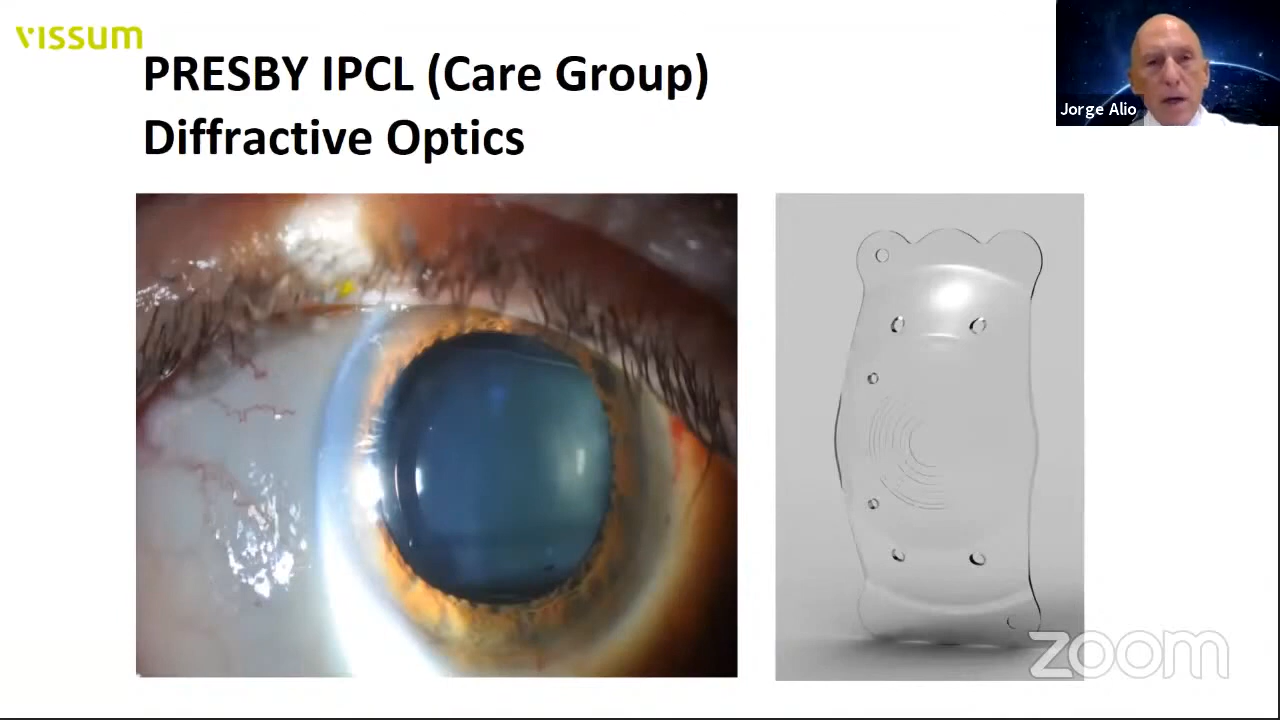 vissum
PRESBY IPCL (Care Group)
Diffractive Optics
Jorge Alio
zoom